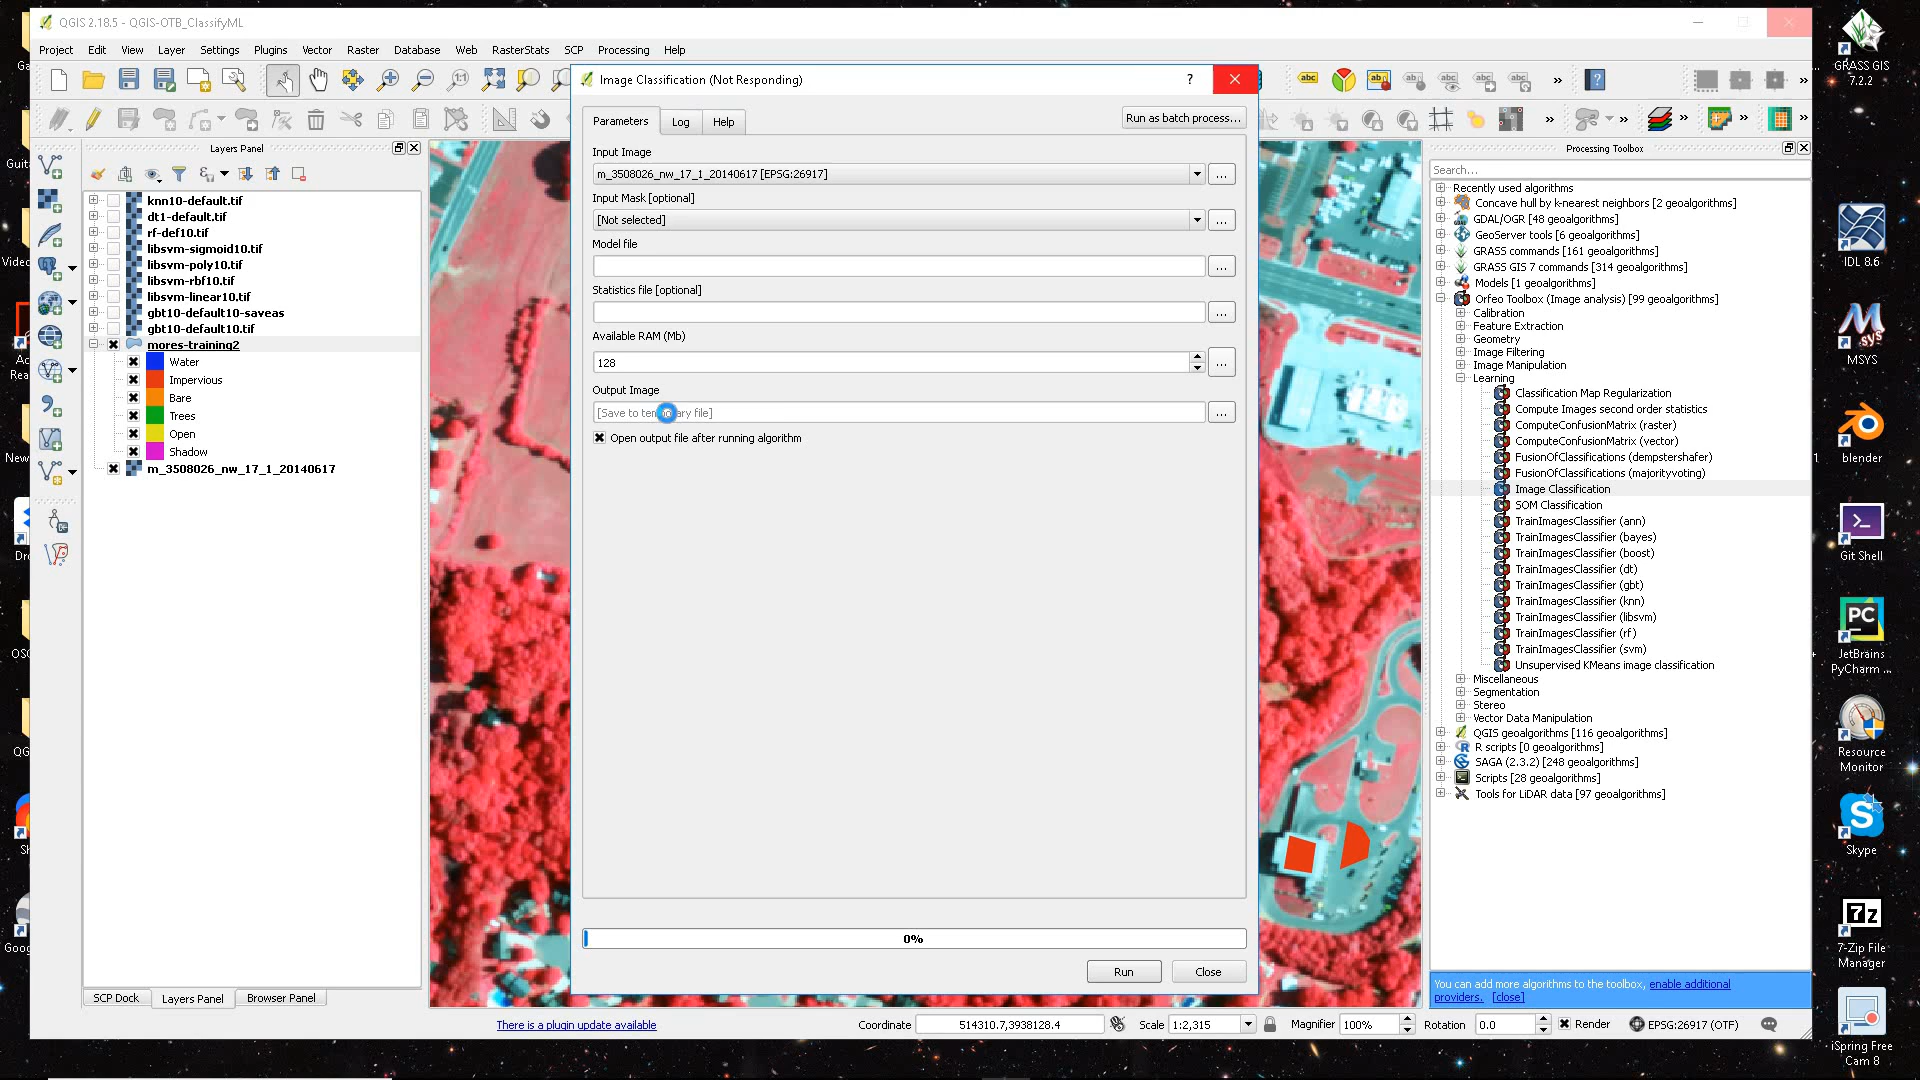 QGIS 2.18.5 - QGIS-OTB_ClassifyML
Project Edit View Layer Settings Plugins Vector Raster Database Web RasterStats SCP Processing Help
Image Classification (Not Responding)
?
Parameters
Log
Help
Run as batch process...
Input Image
m_3508026_nw_17_1_20140617 [EPSG:26917]
...
Input Mask [optional]
[Not selected]
...
Model file
...
Statistics file [optional]
...
Available RAM (Mb)
128
...
Output Image
[Save to temporary file]
...
Open output file after running algorithm
0%
Run
Close
Layers Panel
knn10-default.tif
dt1-default.tif
rf-def10.tif
libsvm-sigmoid10.tif
libsvm-poly10.tif
libsvm-rbf10.tif
libsvm-linear10.tif
gbt10-default10-saveas
gbt10-default10.tif
mores-training2
Water
Impervious
Bare
Trees
Open
Shadow
m_3508026_nw_17_1_20140617
SCP Dock
Layers Panel
Browser Panel
Processing Toolbox
Search...
Recently used algorithms
Concave hull by k-nearest neighbors [2 geoalgorithms]
GDAL/OGR [48 geoalgorithms]
GeoServer tools [6 geoalgorithms]
GRASS commands [161 geoalgorithms]
GRASS GIS 7 commands [314 geoalgorithms]
Models [1 geoalgorithms]
Orfeo Toolbox (Image analysis) [99 geoalgorithms]
Calibration
Feature Extraction
Geometry
Image Filtering
Image Manipulation
Learning
Classification Map Regularization
Compute Images second order statistics
ComputeConfusionMatrix (raster)
ComputeConfusionMatrix (vector)
FusionOfClassifications (dempstershafer)
FusionOfClassifications (majorityvoting)
Image Classification
SOM Classification
TrainImagesClassifier (ann)
TrainImagesClassifier (bayes)
TrainImagesClassifier (boost)
TrainImagesClassifier (dt)
TrainImagesClassifier (gbt)
TrainImagesClassifier (knn)
TrainImagesClassifier (libsvm)
TrainImagesClassifier (rf)
TrainImagesClassifier (svm)
Unsupervised KMeans image classification
Miscellaneous
Segmentation
Stereo
Vector Data Manipulation
QGIS geoalgorithms [116 geoalgorithms]
R scripts [0 geoalgorithms]
SAGA (2.3.2) [248 geoalgorithms]
Scripts [28 geoalgorithms]
Tools for LiDAR data [97 geoalgorithms]
You can add more algorithms to the toolbox, enable additional
providers. [close]
There is a plugin update available
Coordinate 514310.7,3938128.4 Scale 1:2,315 Magnifier 100% Rotation 0.0 Render EPSG:26917 (OTF)
GRASS GIS
7.2.2
IDL 8.6
MSYS
blender
Git Shell
JetBrains
PyCharm ...
Resource
Monitor
Skype
7-Zip File
Manager
iSpring Free
Cam 8